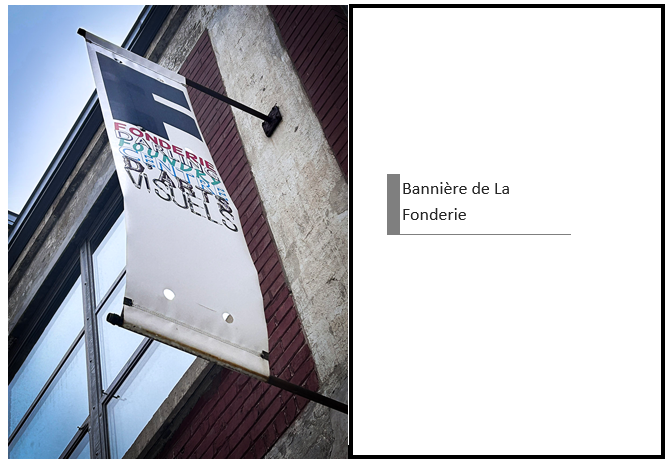 F
FONDERIE
DARLING
FOUNDRY
CENTRE
D'ARTS
VISUELS
Bannière de La
Fonderie